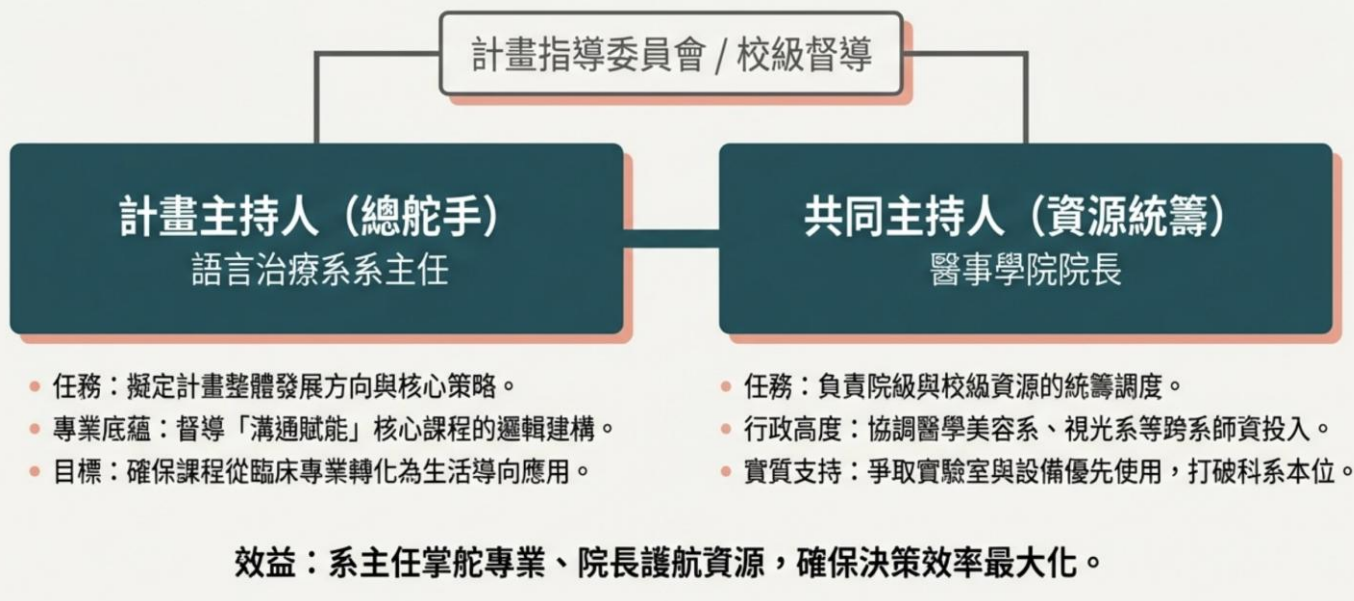 計畫指導委員會 / 校級督導
計畫主持人（總舵手）
語言治療系系主任
共同主持人（資源統籌）
醫事學院院長
• 任務：擬定計畫整體發展方向與核心策略。
• 專業底蘊：督導「溝通賦能」核心課程的邏輯建構。
• 目標：確保課程從臨床專業轉化為生活導向應用。
• 任務：負責院級與校級資源的統籌調度。
• 行政高度：協調醫學美容系、視光系等跨系師資投入。
• 實質支持：爭取實驗室與設備優先使用，打破科系本位。
效益：系主任掌舵專業、院長護航資源，確保決策效率最大化。